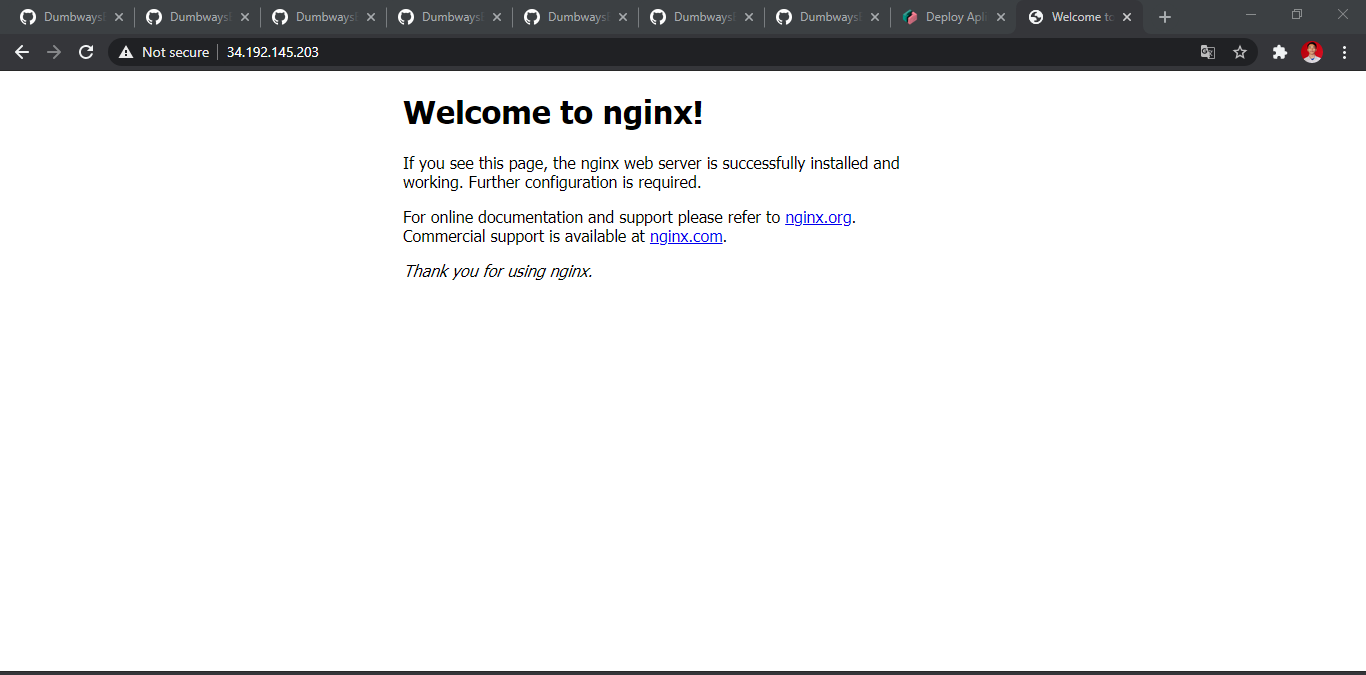 Dumbways Dumbways Dumbways Dumbways Dumbways Dumbways Dumbways Deploy Apli Welcome to
Not secure 34.192.145.203
Welcome to nginx!
If you see this page, the nginx web server is successfully installed and
working. Further configuration is required.
For online documentation and support please refer to nginx.org.
Commercial support is available at nginx.com.
Thank you for using nginx.